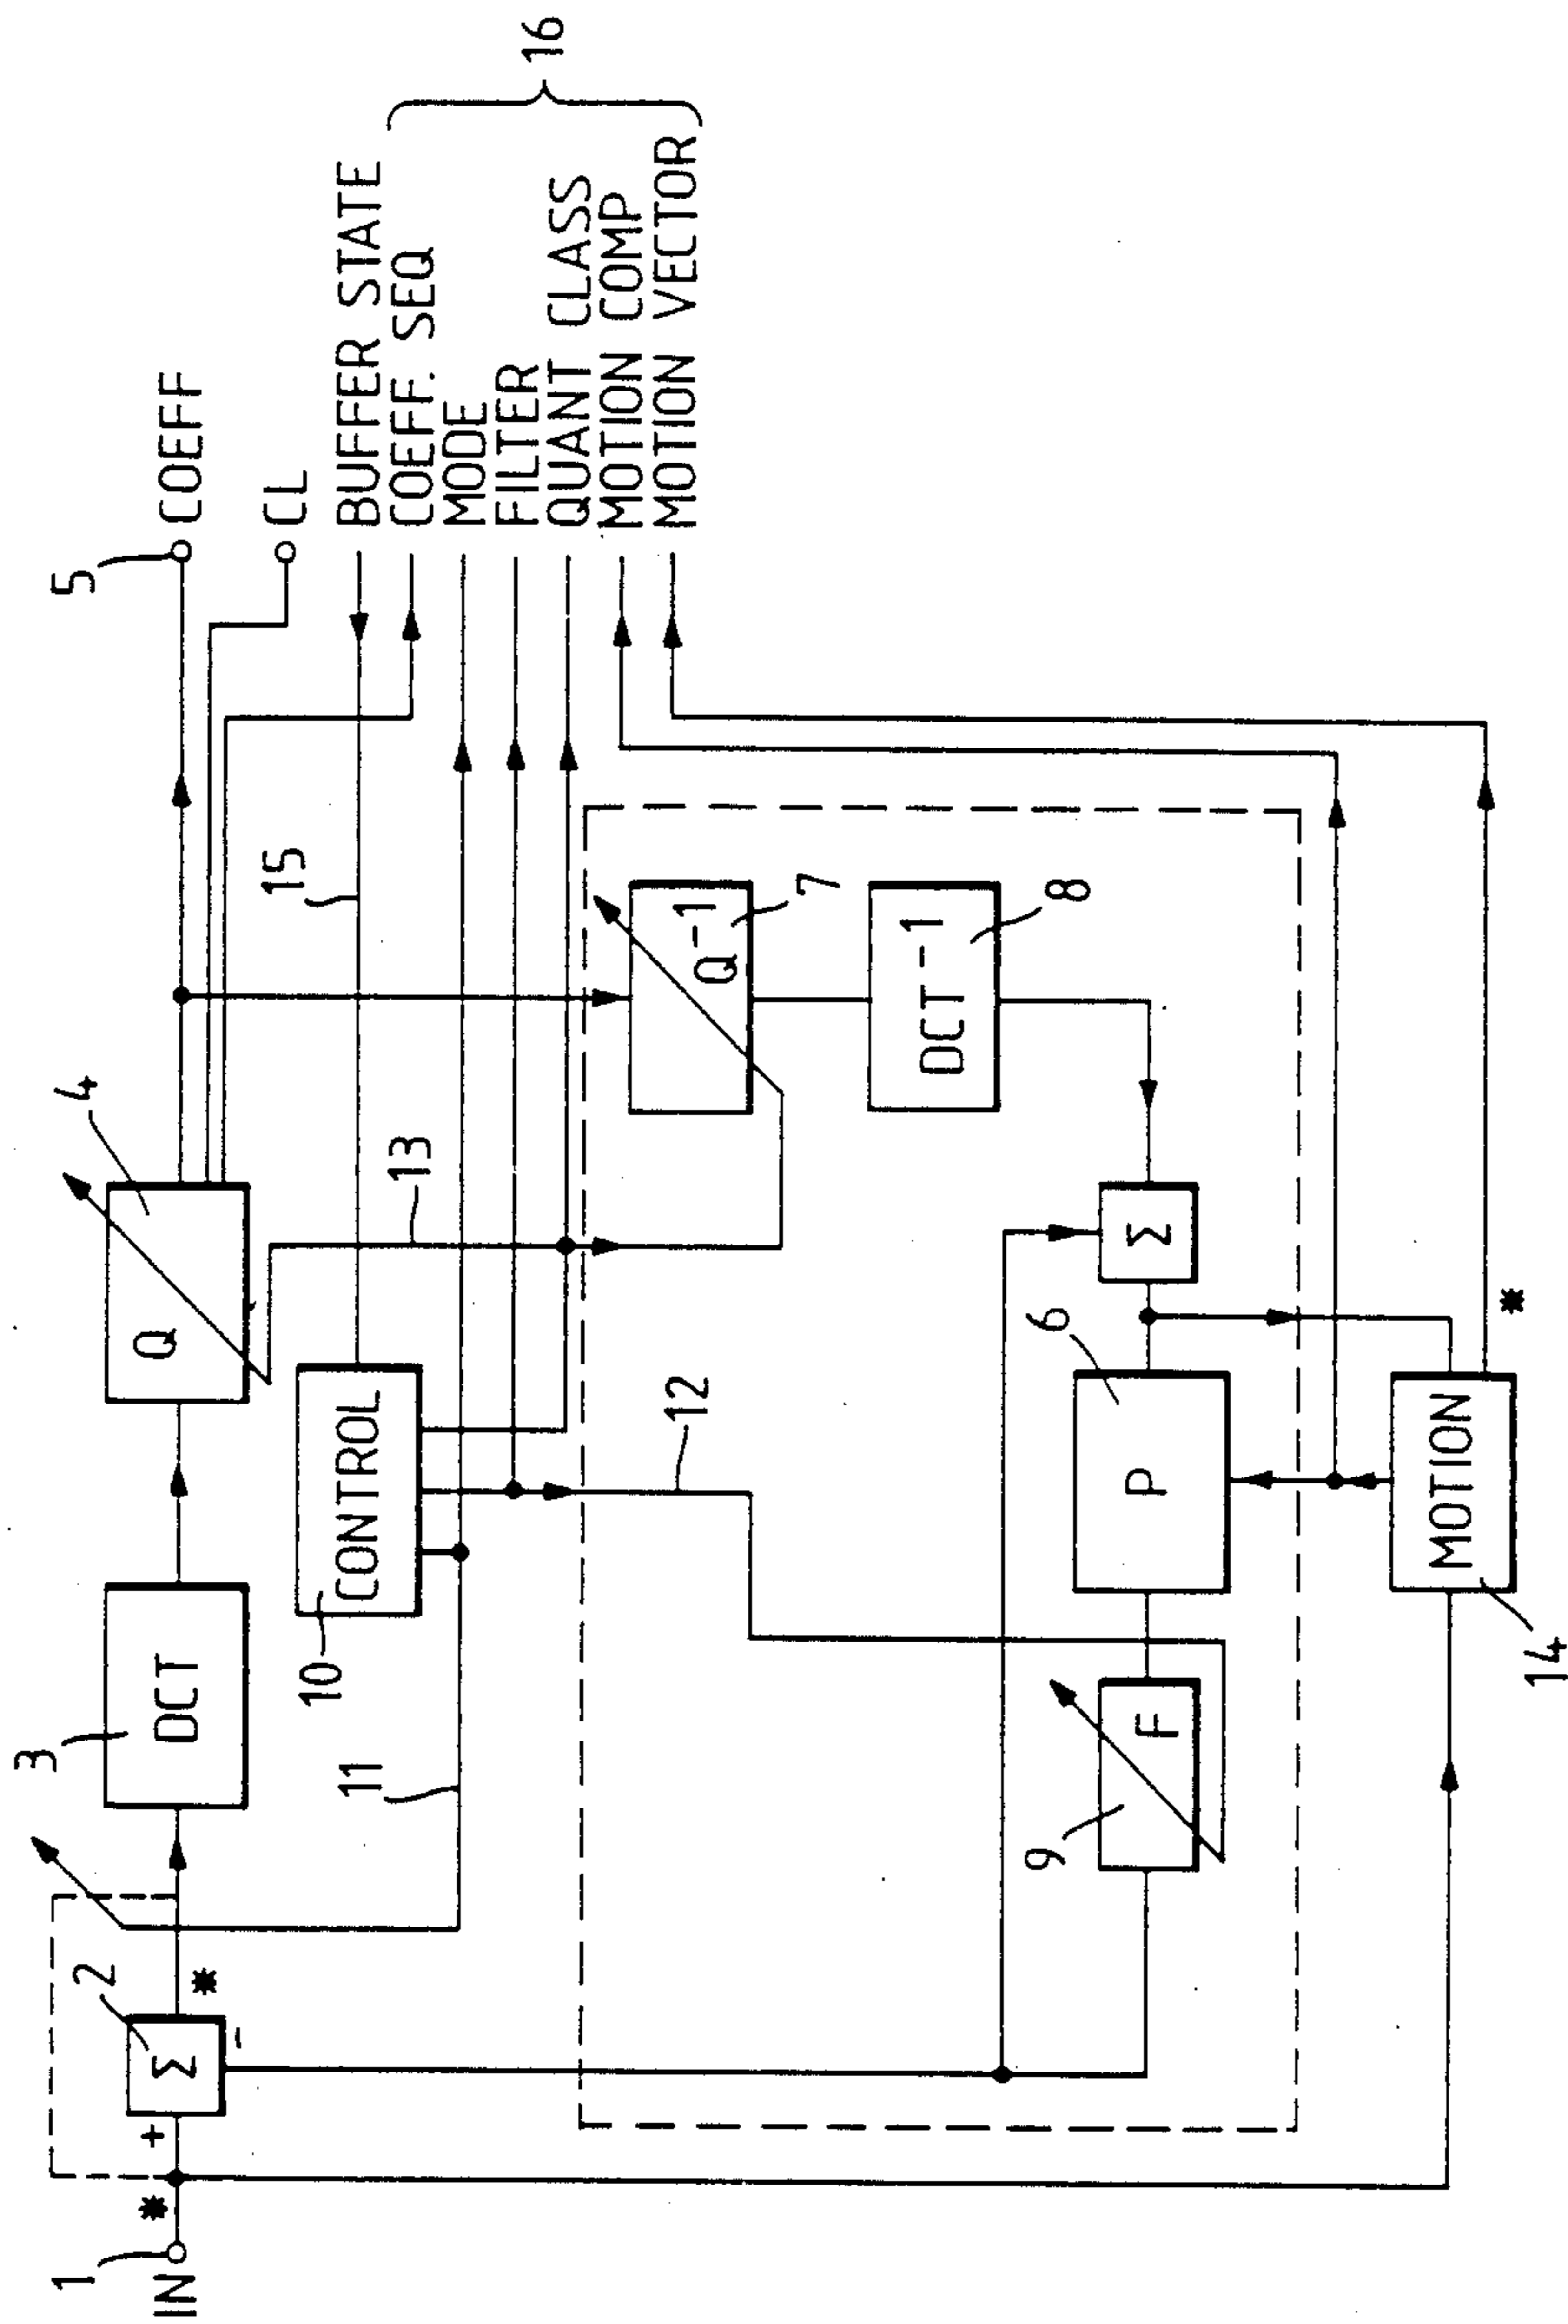 1
IN
*
+
2
Σ
-
*
3
DCT
4
Q
5
COEFF
CL
10
CONTROL
11
12
13
15
BUFFER STATE
COEFF. SEQ
MODE
FILTER
QUANT CLASS
MOTION COMP
MOTION VECTOR
16
Q⁻¹
7
DCT⁻¹
8
Σ
6
P
9
F
MOTION
14
*